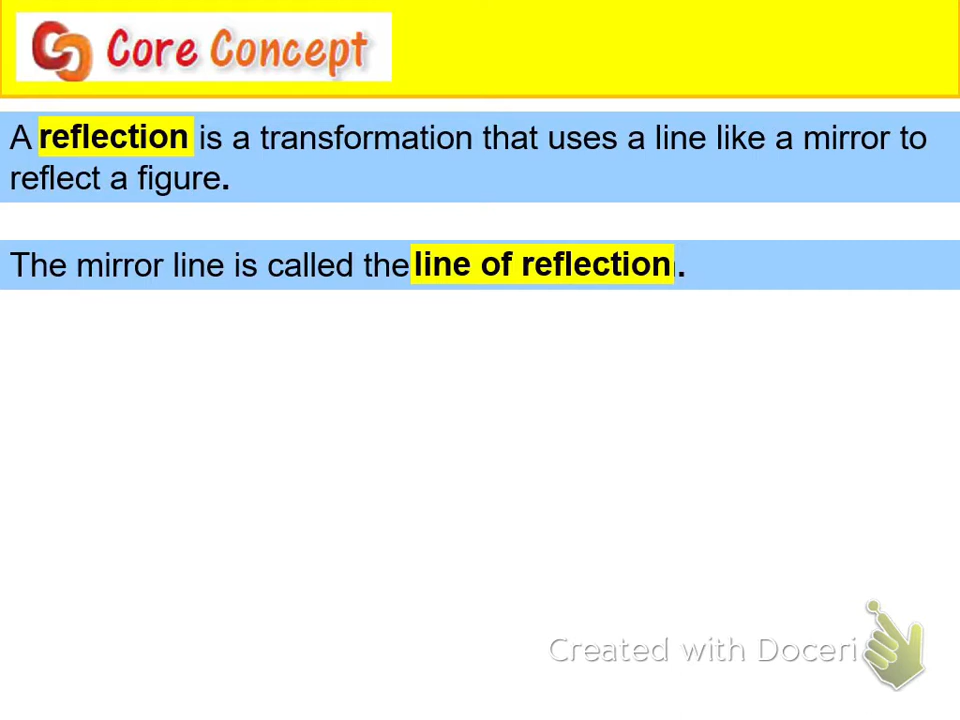 Core Concept
A reflection is a transformation that uses a line like a mirror to
reflect a figure.
The mirror line is called the line of reflection.
Created with Doceri